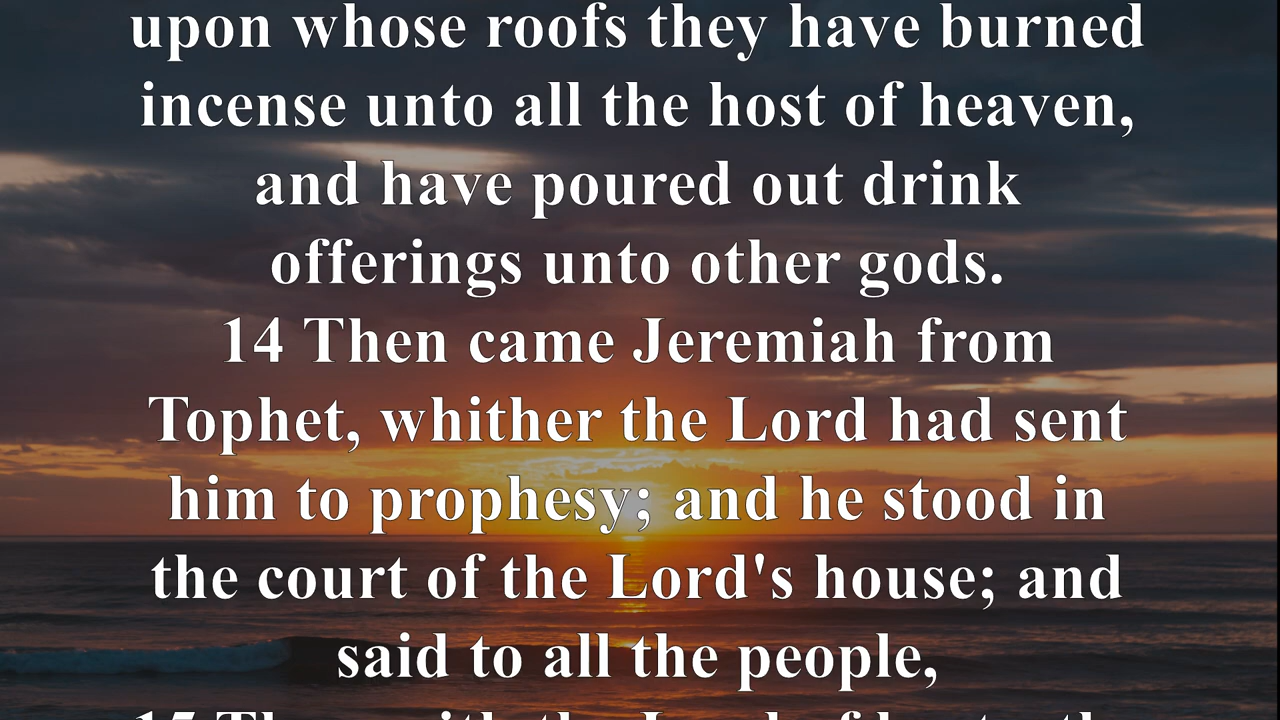 upon whose roofs they have burned
incense unto all the host of heaven,
and have poured out drink
offerings unto other gods.
14 Then came Jeremiah from
Tophet, whither the Lord had sent
him to prophesy; and he stood in
the court of the Lord's house; and
said to all the people,